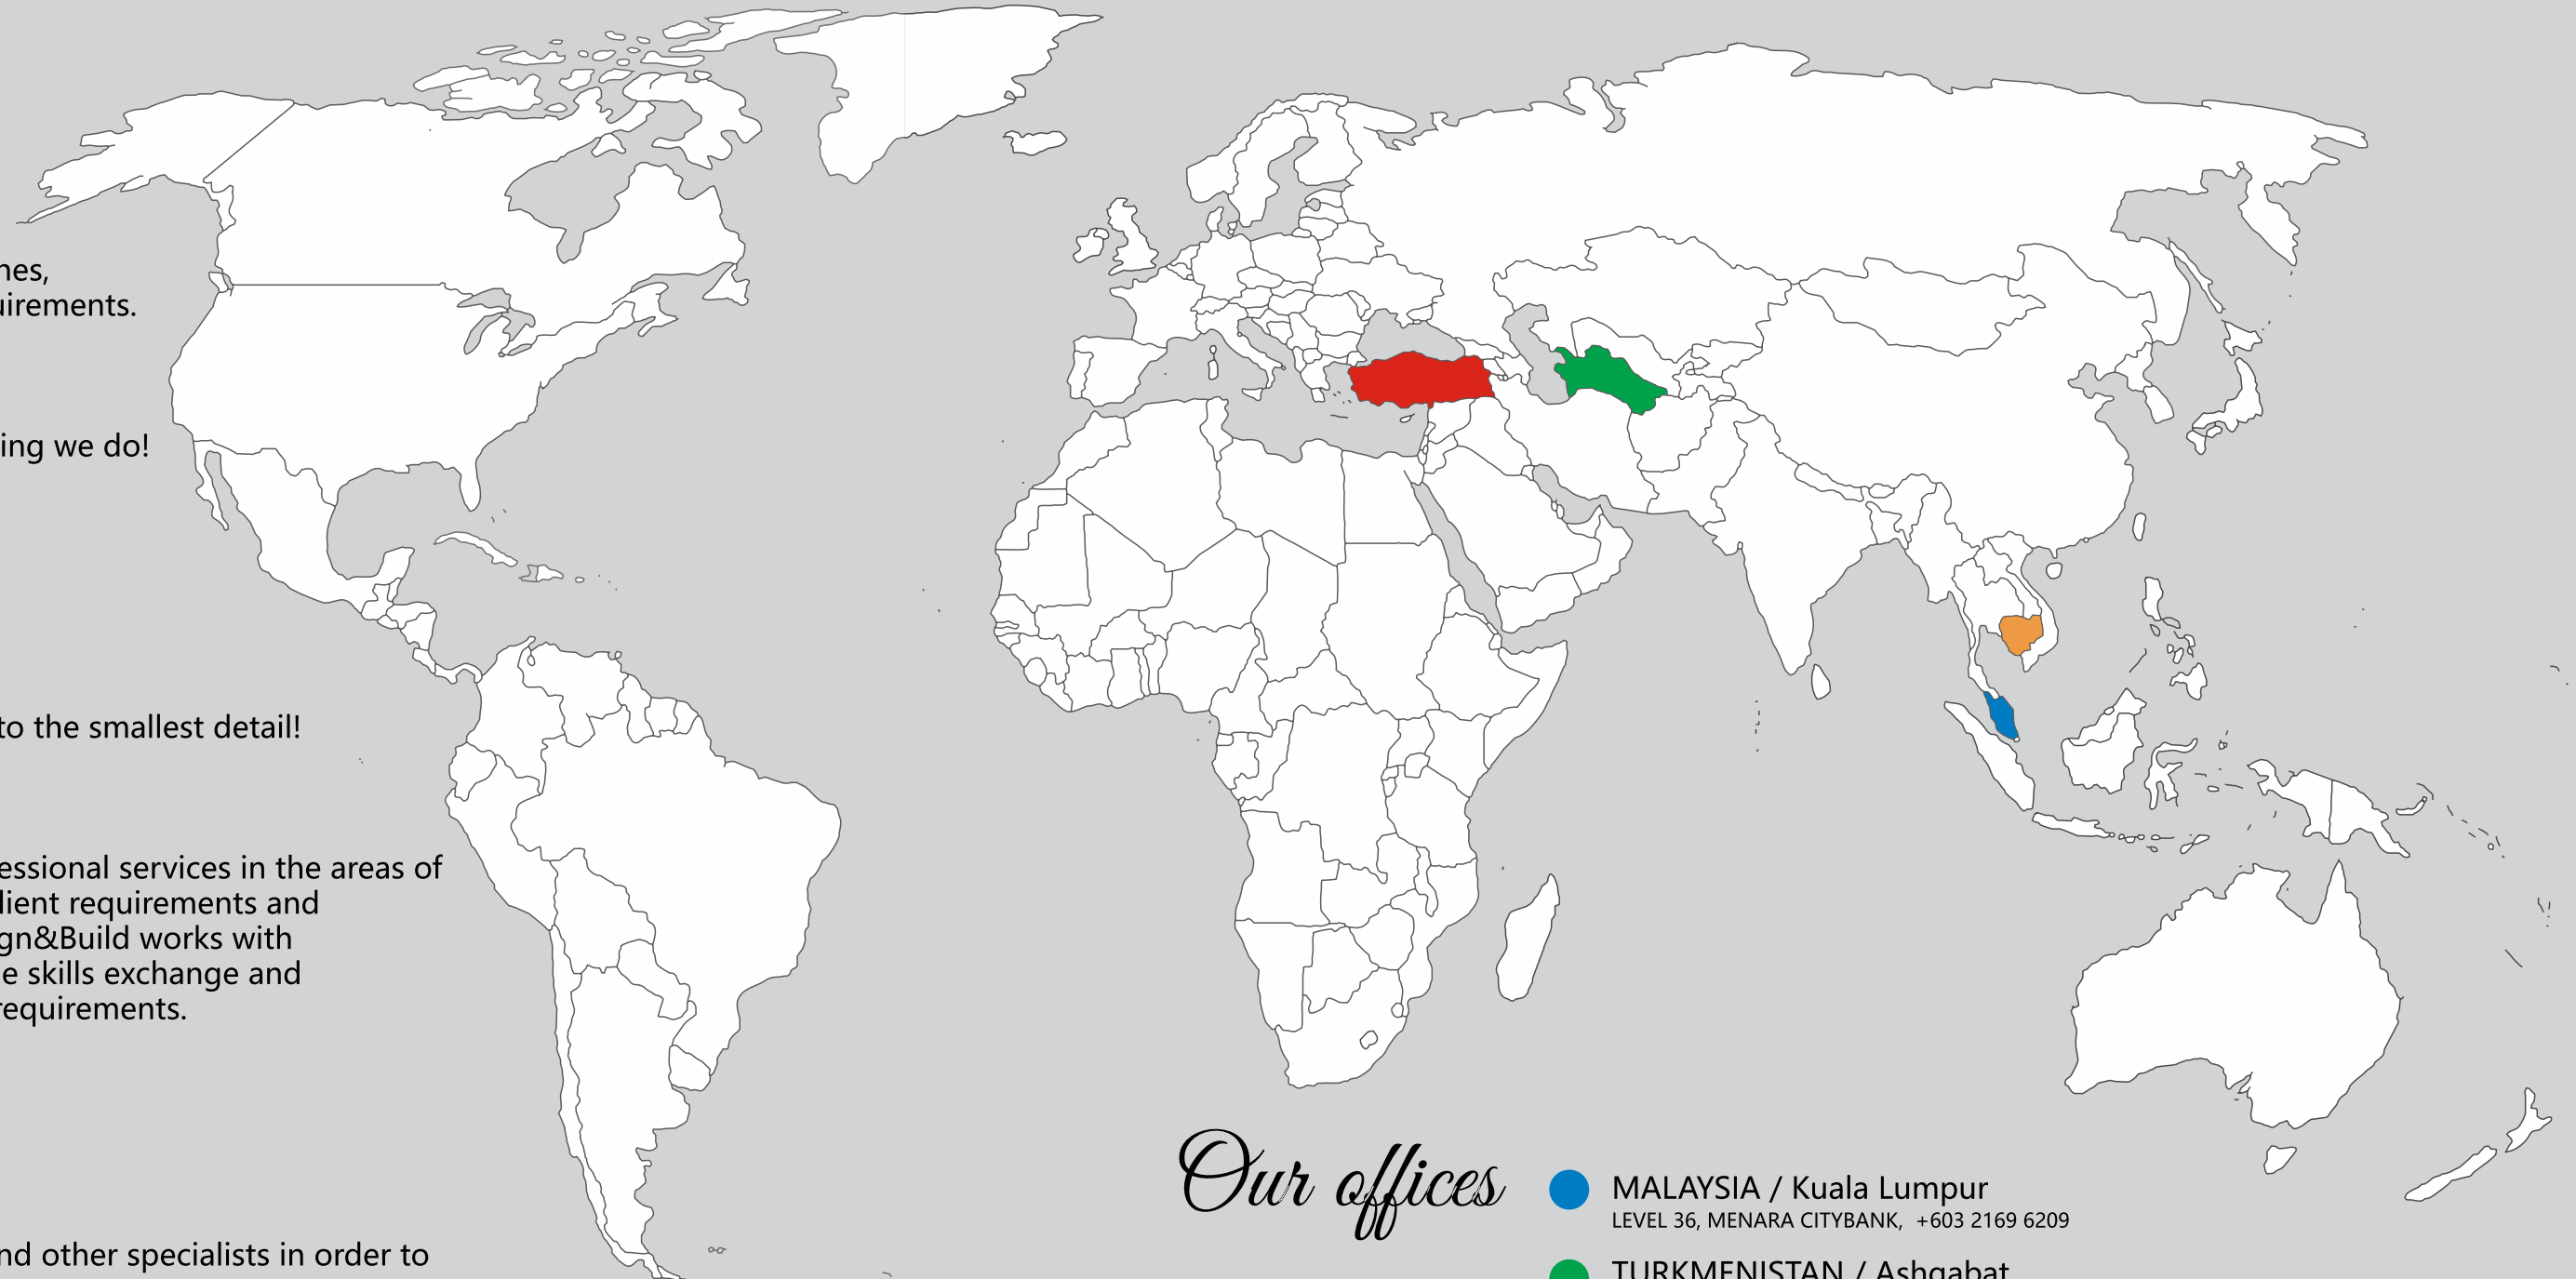 nes,
uirements.
ing we do!
to the smallest detail!
essional services in the areas of
lient requirements and
gn&Build works with
e skills exchange and
requirements.
nd other specialists in order to
Our offices
MALAYSIA / Kuala Lumpur
LEVEL 36, MENARA CITYBANK, +603 2169 6209
TURKMENISTAN / Ashgabat